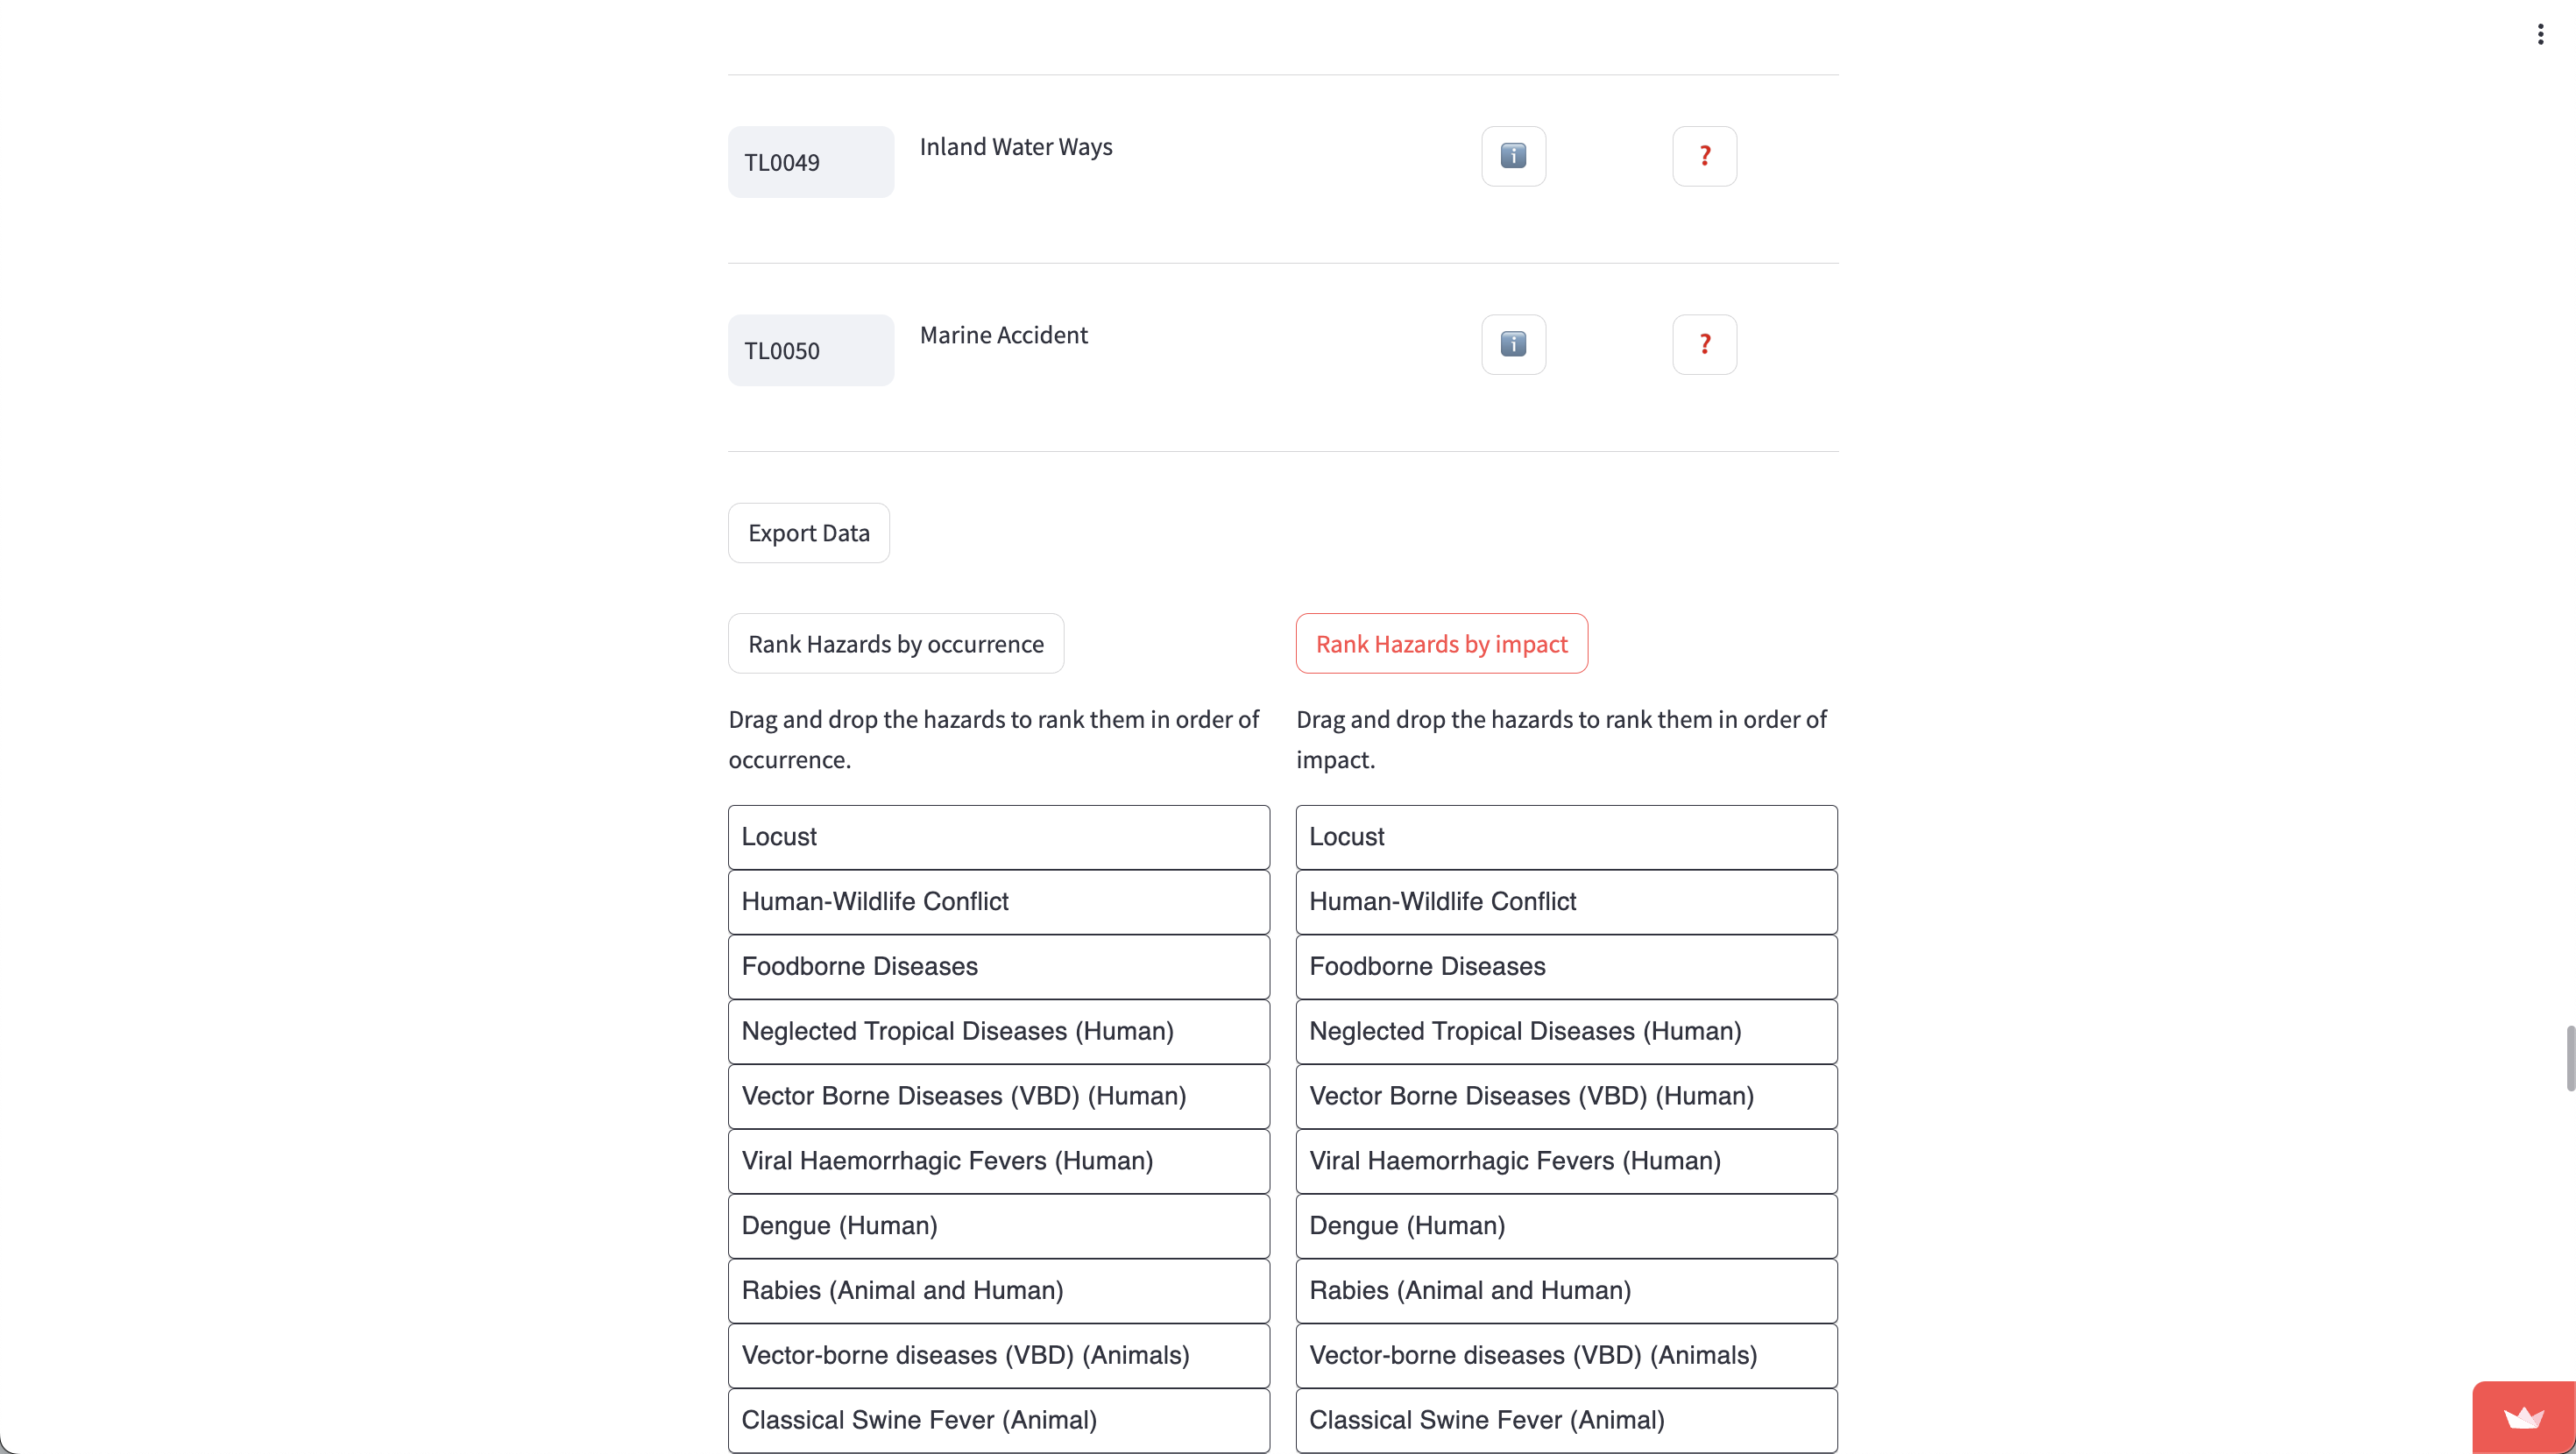 TL0049
Inland Water Ways
i
?
TL0050
Marine Accident
i
?
Export Data
Rank Hazards by occurrence
Drag and drop the hazards to rank them in order of
occurrence.
Locust
Human-Wildlife Conflict
Foodborne Diseases
Neglected Tropical Diseases (Human)
Vector Borne Diseases (VBD) (Human)
Viral Haemorrhagic Fevers (Human)
Dengue (Human)
Rabies (Animal and Human)
Vector-borne diseases (VBD) (Animals)
Classical Swine Fever (Animal)
Rank Hazards by impact
Drag and drop the hazards to rank them in order of
impact.
Locust
Human-Wildlife Conflict
Foodborne Diseases
Neglected Tropical Diseases (Human)
Vector Borne Diseases (VBD) (Human)
Viral Haemorrhagic Fevers (Human)
Dengue (Human)
Rabies (Animal and Human)
Vector-borne diseases (VBD) (Animals)
Classical Swine Fever (Animal)